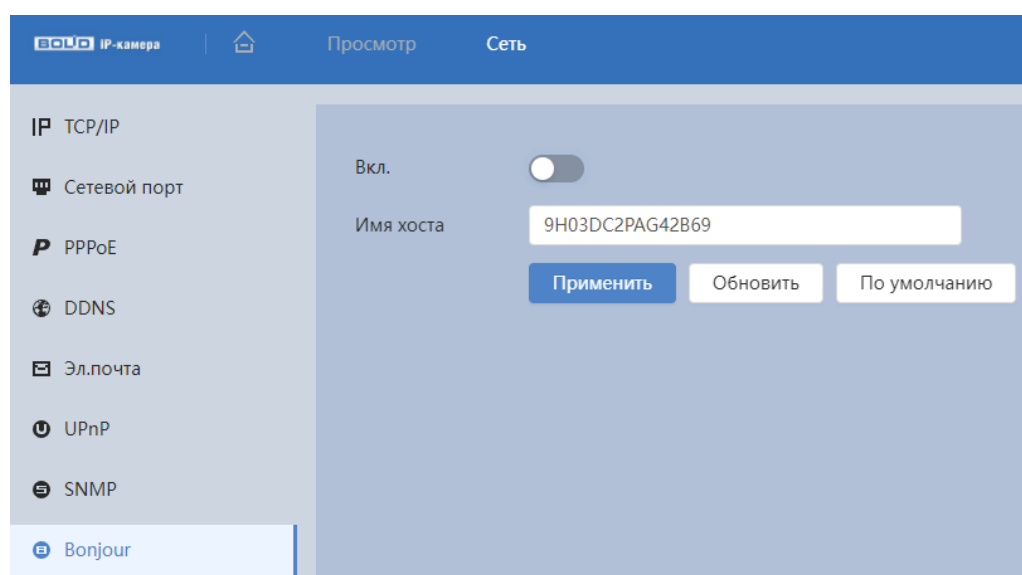 BOLID IP-камера
Просмотр
Сеть
IP TCP/IP
Сетевой порт
P PPPoE
DDNS
Эл.почта
UPnP
SNMP
Bonjour
Вкл.
Имя хоста 9H03DC2PAG42B69
Применить Обновить По умолчанию